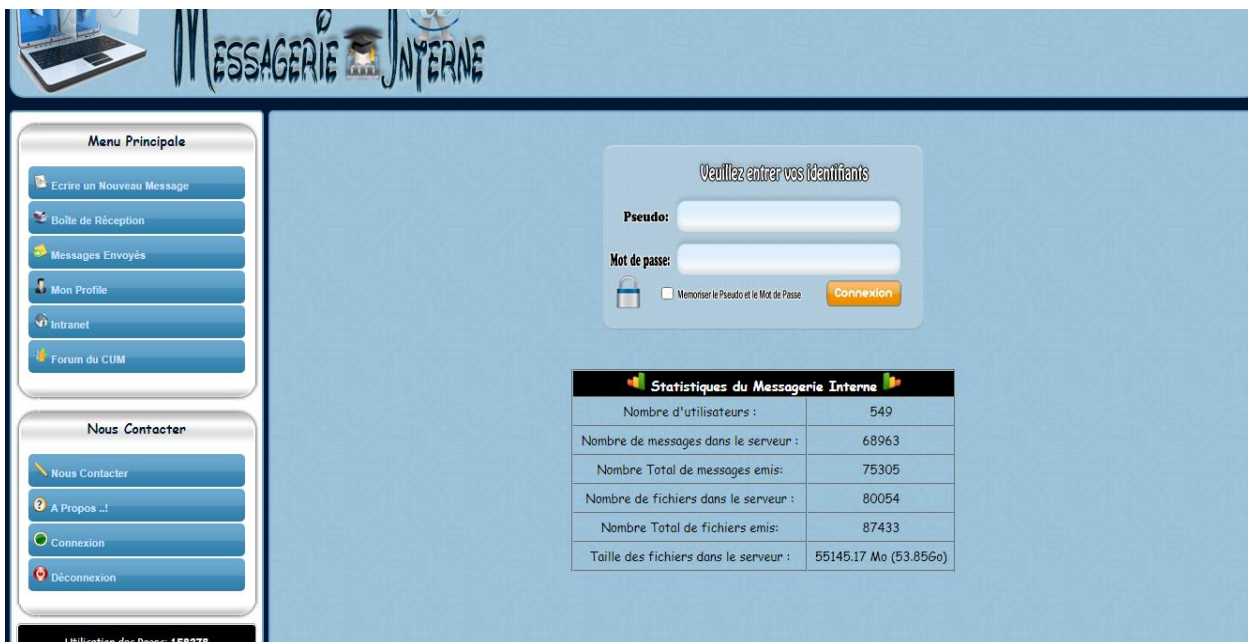 Messagerie Interne
Menu Principale
Ecrire un Nouveau Message
Boîte de Réception
Messages Envoyés
Mon Profile
Intranet
Forum du CUM
Nous Contacter
Nous Contacter
A Propos ..!
Connexion
Déconnexion
Utilisation des Pages: 158278
Veuillez entrer vos identifiants
Pseudo:
Mot de passe:
Memoriser le Pseudo et le Mot de Passe
Connexion
Statistiques du Messagerie Interne
Nombre d'utilisateurs : 549
Nombre de messages dans le serveur : 68963
Nombre Total de messages emis: 75305
Nombre de fichiers dans le serveur : 80054
Nombre Total de fichiers emis: 87433
Taille des fichiers dans le serveur : 55145.17 Mo (53.85Go)